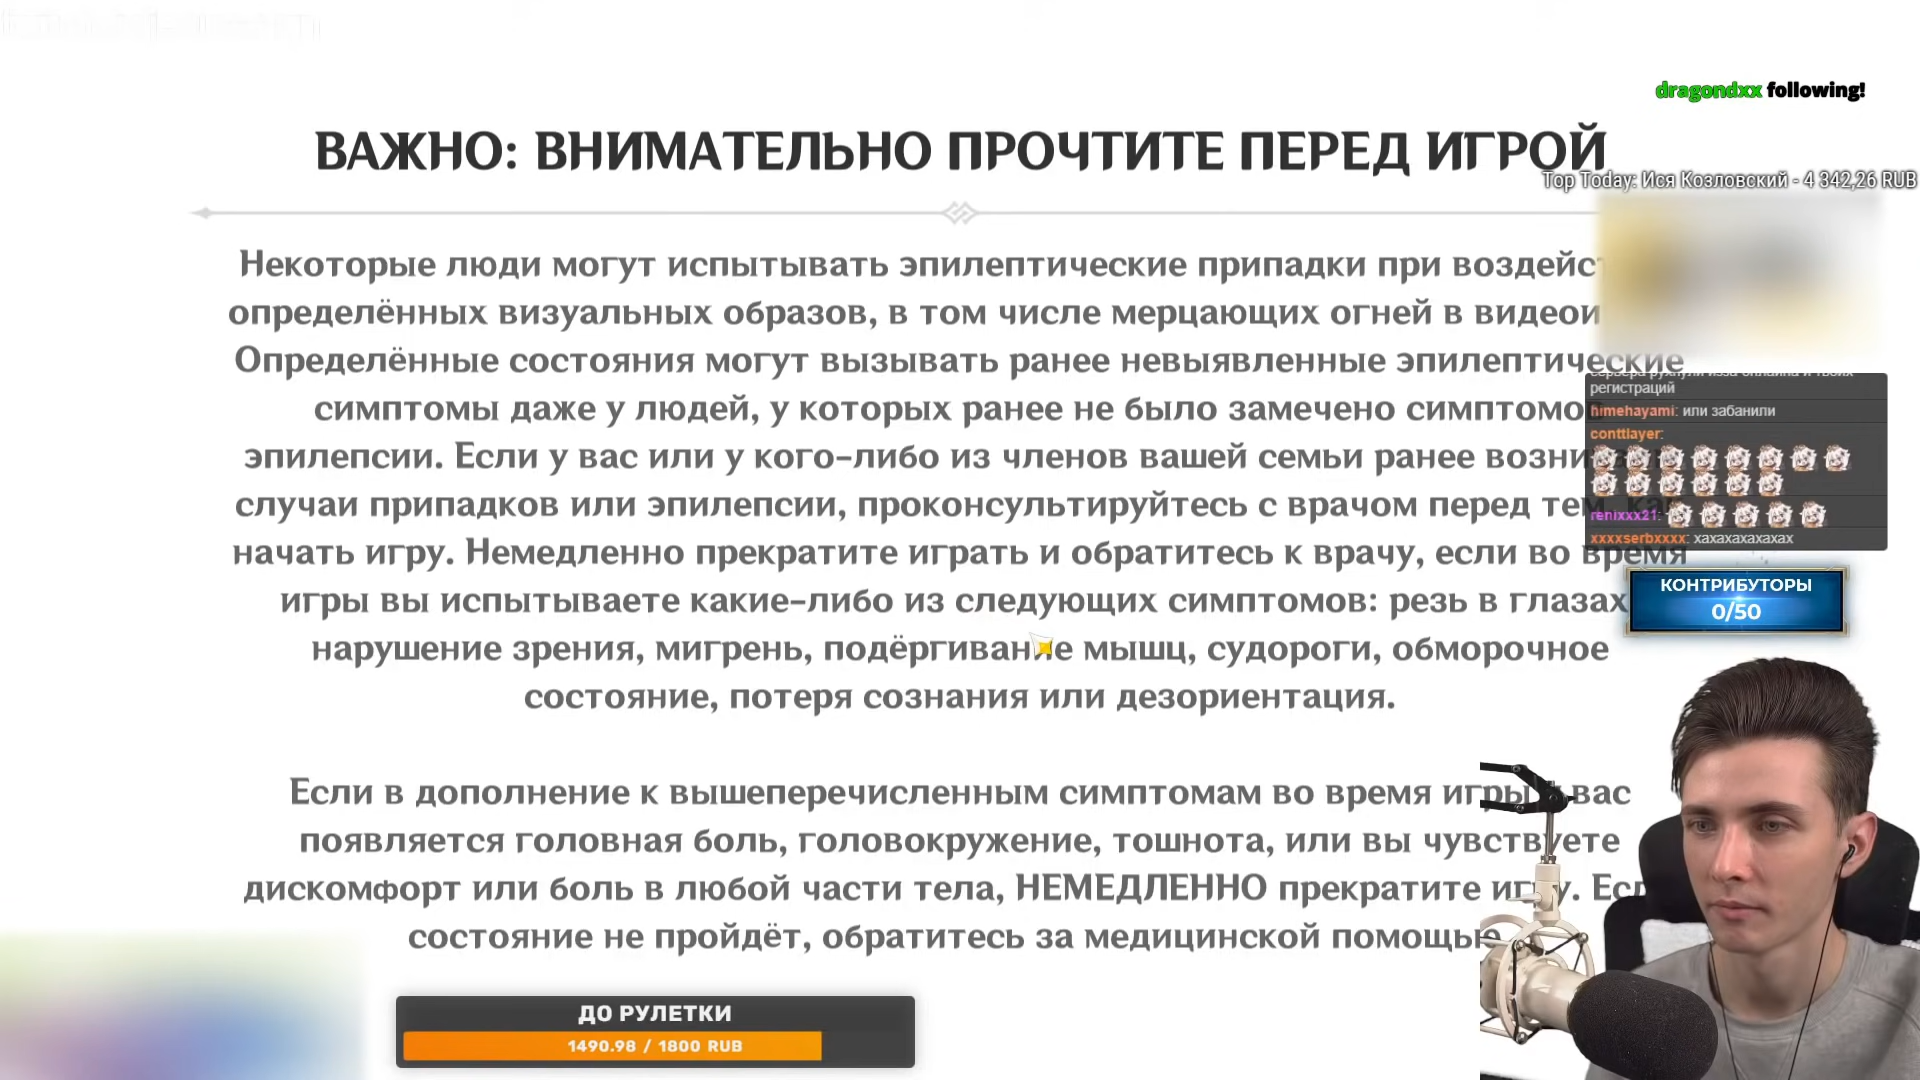 dragondxx following!
ВАЖНО: ВНИМАТЕЛЬНО ПРОЧТИТЕ ПЕРЕД ИГРОЙ
Top Today: Ися Козловский - 4 342,26 RUB
Некоторые люди могут испытывать эпилептические припадки при воздейс
определённых визуальных образов, в том числе мерцающих огней в видеои
Определённые состояния могут вызывать ранее невыявленные эпилептические
симптомы даже у людей, у которых ранее не было замечено симптомов
эпилепсии. Если у вас или у кого-либо из членов вашей семьи ранее возни
случаи припадков или эпилепсии, проконсультируйтесь с врачом перед тем, как
начать игру. Немедленно прекратите играть и обратитесь к врачу, если во время
игры вы испытываете какие-либо из следующих симптомов: резь в глазах
нарушение зрения, мигрень, подёргивание мышц, судороги, обморочное
состояние, потеря сознания или дезориентация.
Если в дополнение к вышеперечисленным симптомам во время игры вас
появляется головная боль, головокружение, тошнота, или вы чувствуете
дискомфорт или боль в любой части тела, НЕМЕДЛЕННО прекратите игру. Если
состояние не пройдёт, обратитесь за медицинской помощью
регистраций
himehayami: или забанили
conttlayer:
renixxx21:
xxxxserbxxxx: хахахахахахах
КОНТРИБУТОРЫ
0/50
ДО РУЛЕТКИ
1490.98 / 1800 RUB